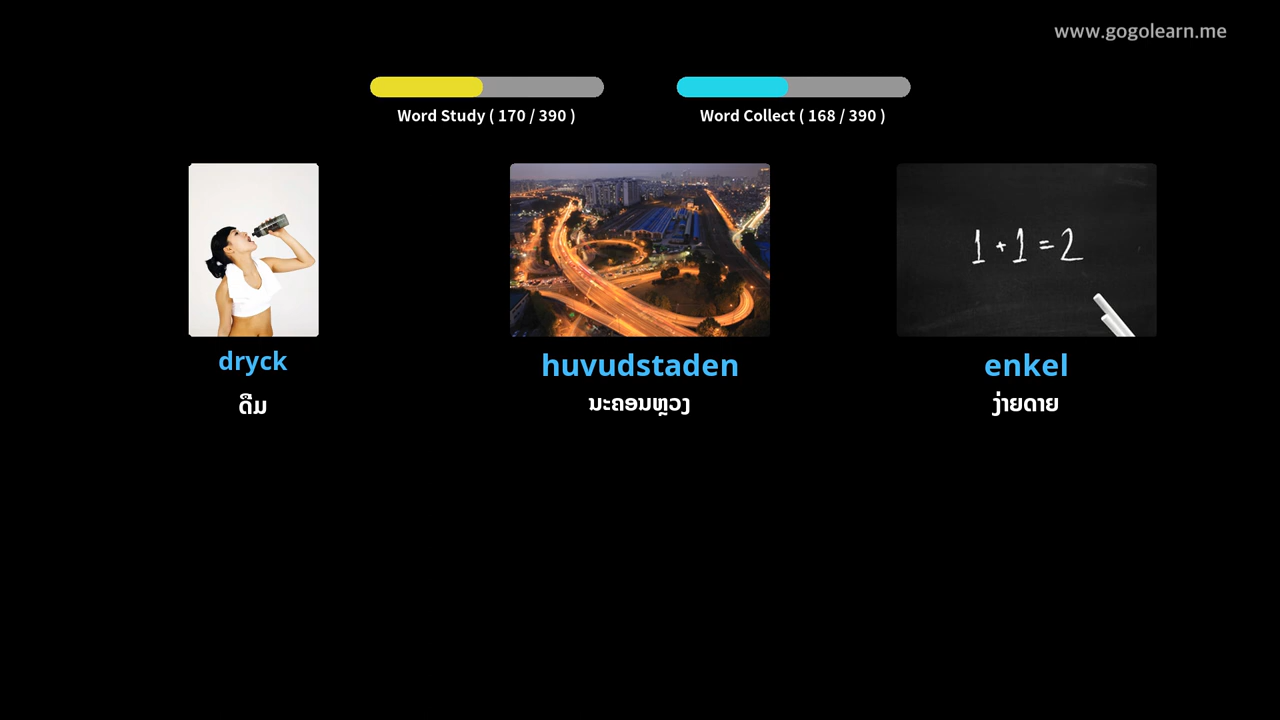 www.gogolearn.me
Word Study ( 170 / 390 )
Word Collect ( 168 / 390 )
1 + 1 = 2
dryck
huvudstaden
enkel
ດື່ມ
ນະຄອນຫຼວງ
ງ່າຍດາຍ